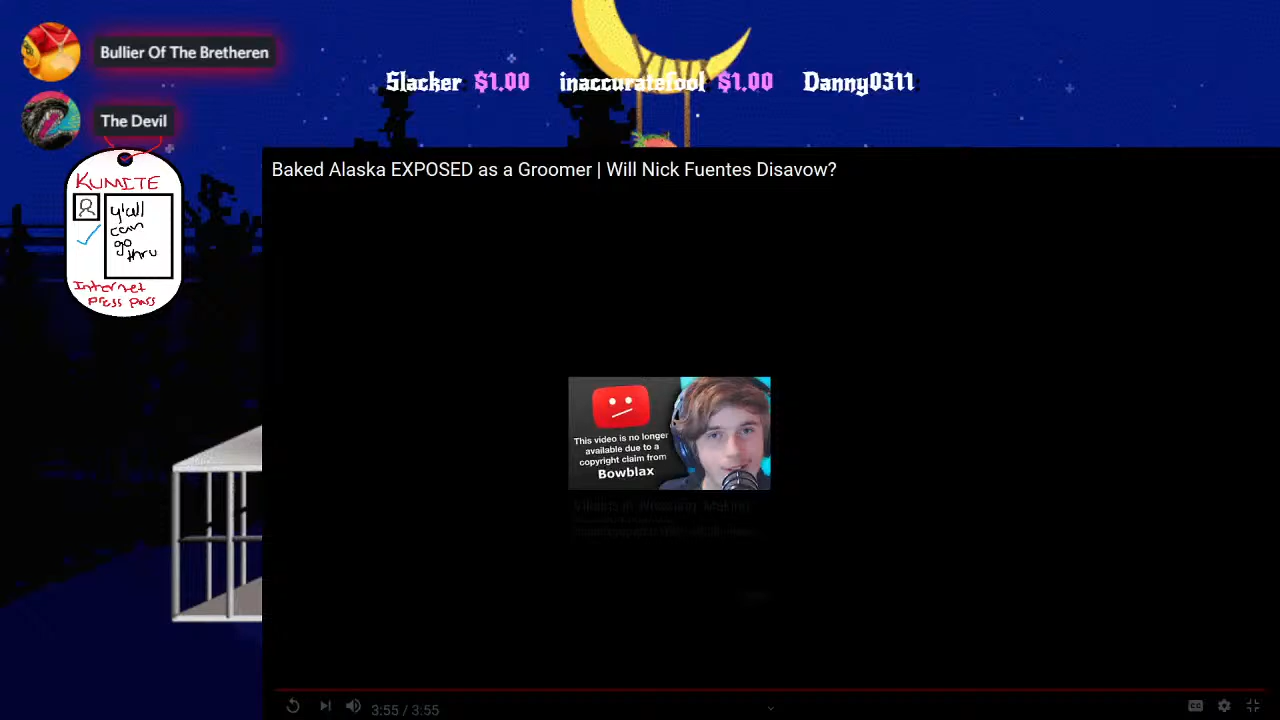 Bullier Of The Bretheren
Slacker $1.00 inaccuratefool $1.00 Danny0311
The Devil
Baked Alaska EXPOSED as a Groomer | Will Nick Fuentes Disavow?
KUMITE
y'all
can
go
thru
Internet
press pass
This video is no longer
available due to a
copyright claim from
Bowblax
3:55 / 3:55
CC